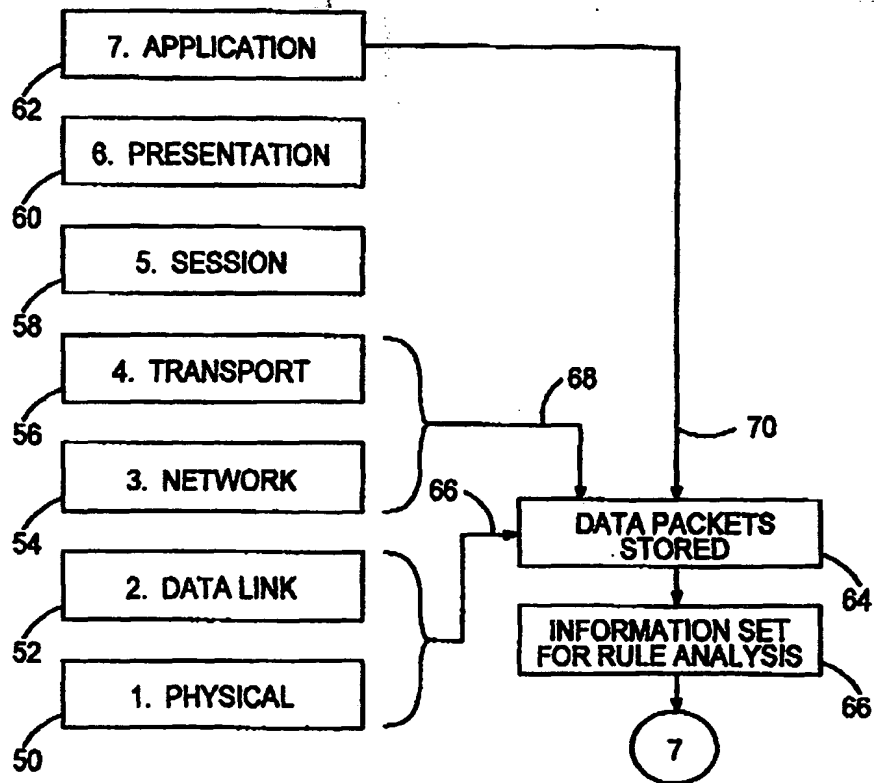 7. APPLICATION
62
6. PRESENTATION
60
5. SESSION
58
4. TRANSPORT
56
68
70
3. NETWORK
54
66
DATA PACKETS
STORED
64
2. DATA LINK
52
INFORMATION SET
FOR RULE ANALYSIS
66
1. PHYSICAL
50
7